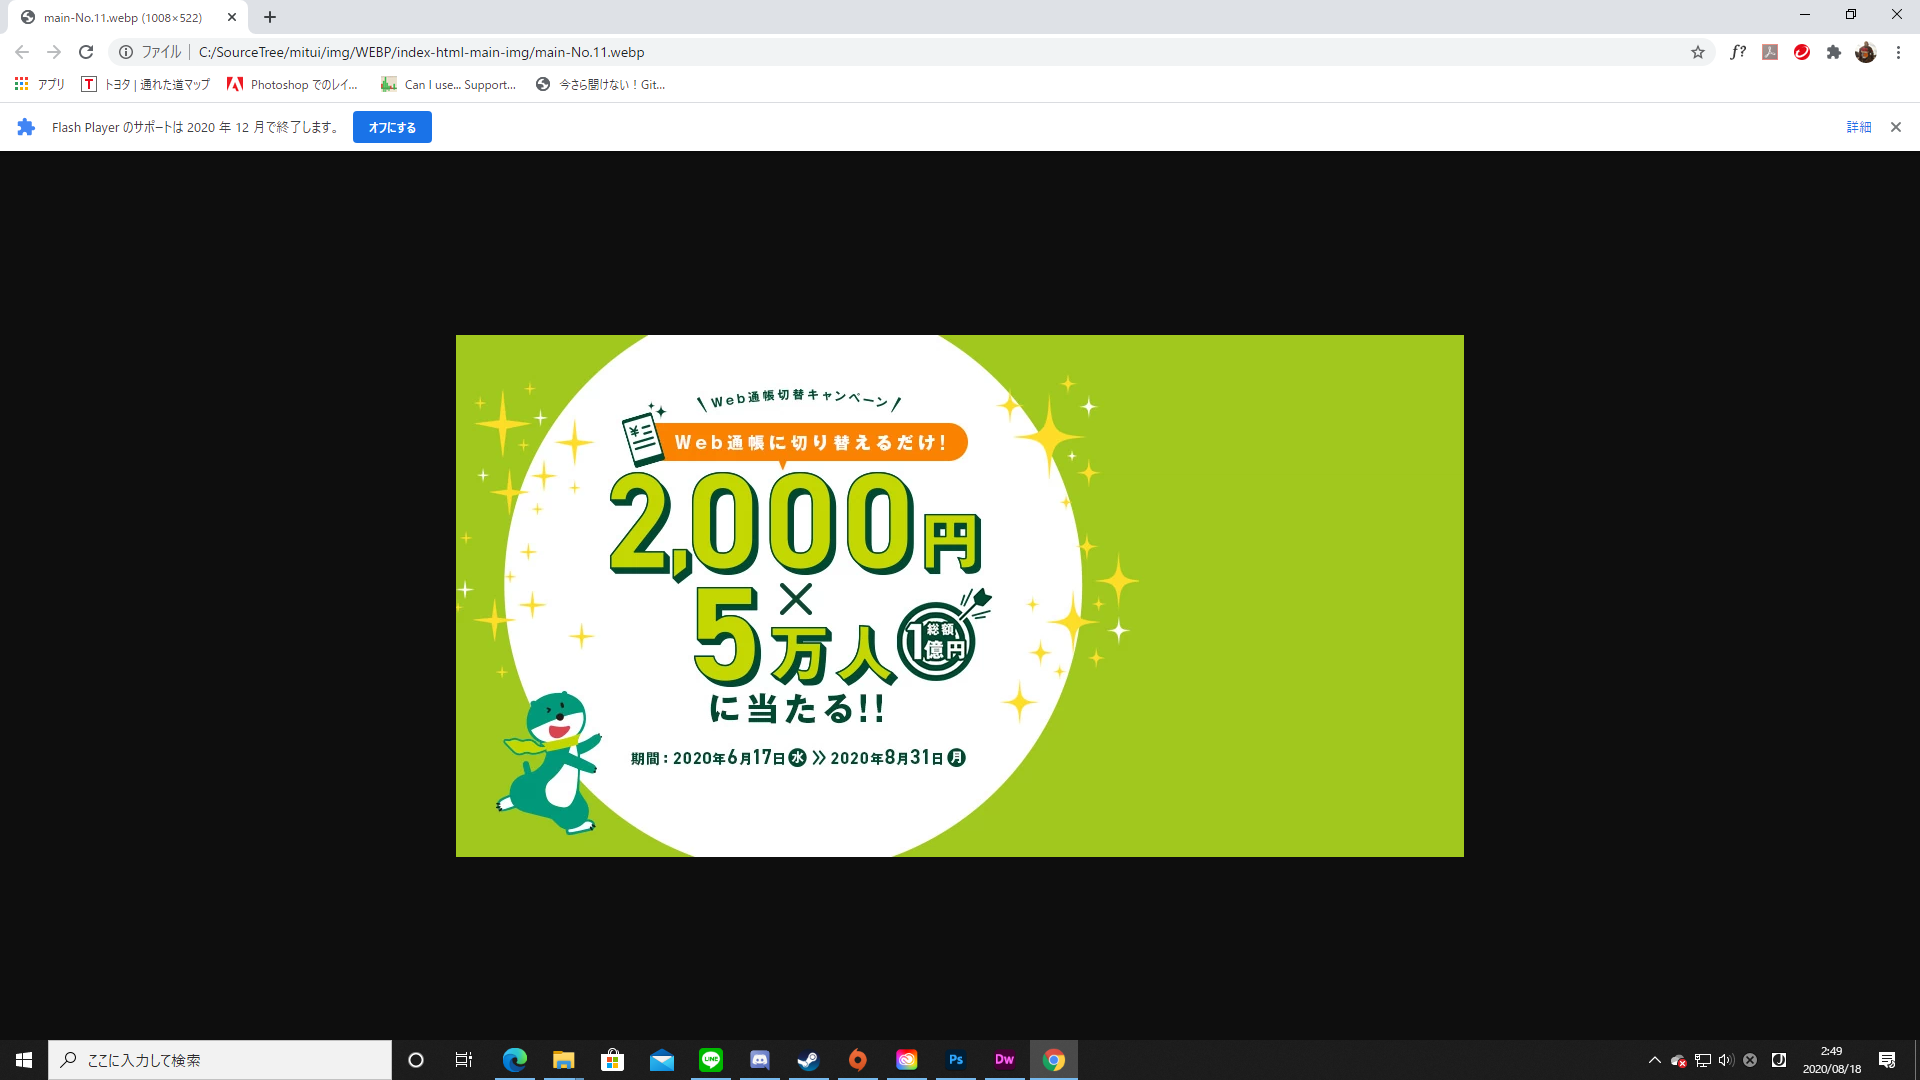 main-No.11.webp (1008×522)
ファイル C:/SourceTree/mitui/img/WEBP/index-html-main-img/main-No.11.webp
アプリ トヨタ | 通れた道マップ Photoshop でのレイ... Can I use... Support... 今さら聞けない！Git...
Flash Player のサポートは 2020 年 12 月で終了します。 オフにする 詳細
Web通帳切替キャンペーン
Web通帳に切り替えるだけ!
2,000円
×
5万人
総額
1億円
に当たる!!
期間：2020年6月17日水 2020年8月31日月
ここに入力して検索
LINE
Ps
Dw
2:49
2020/08/18